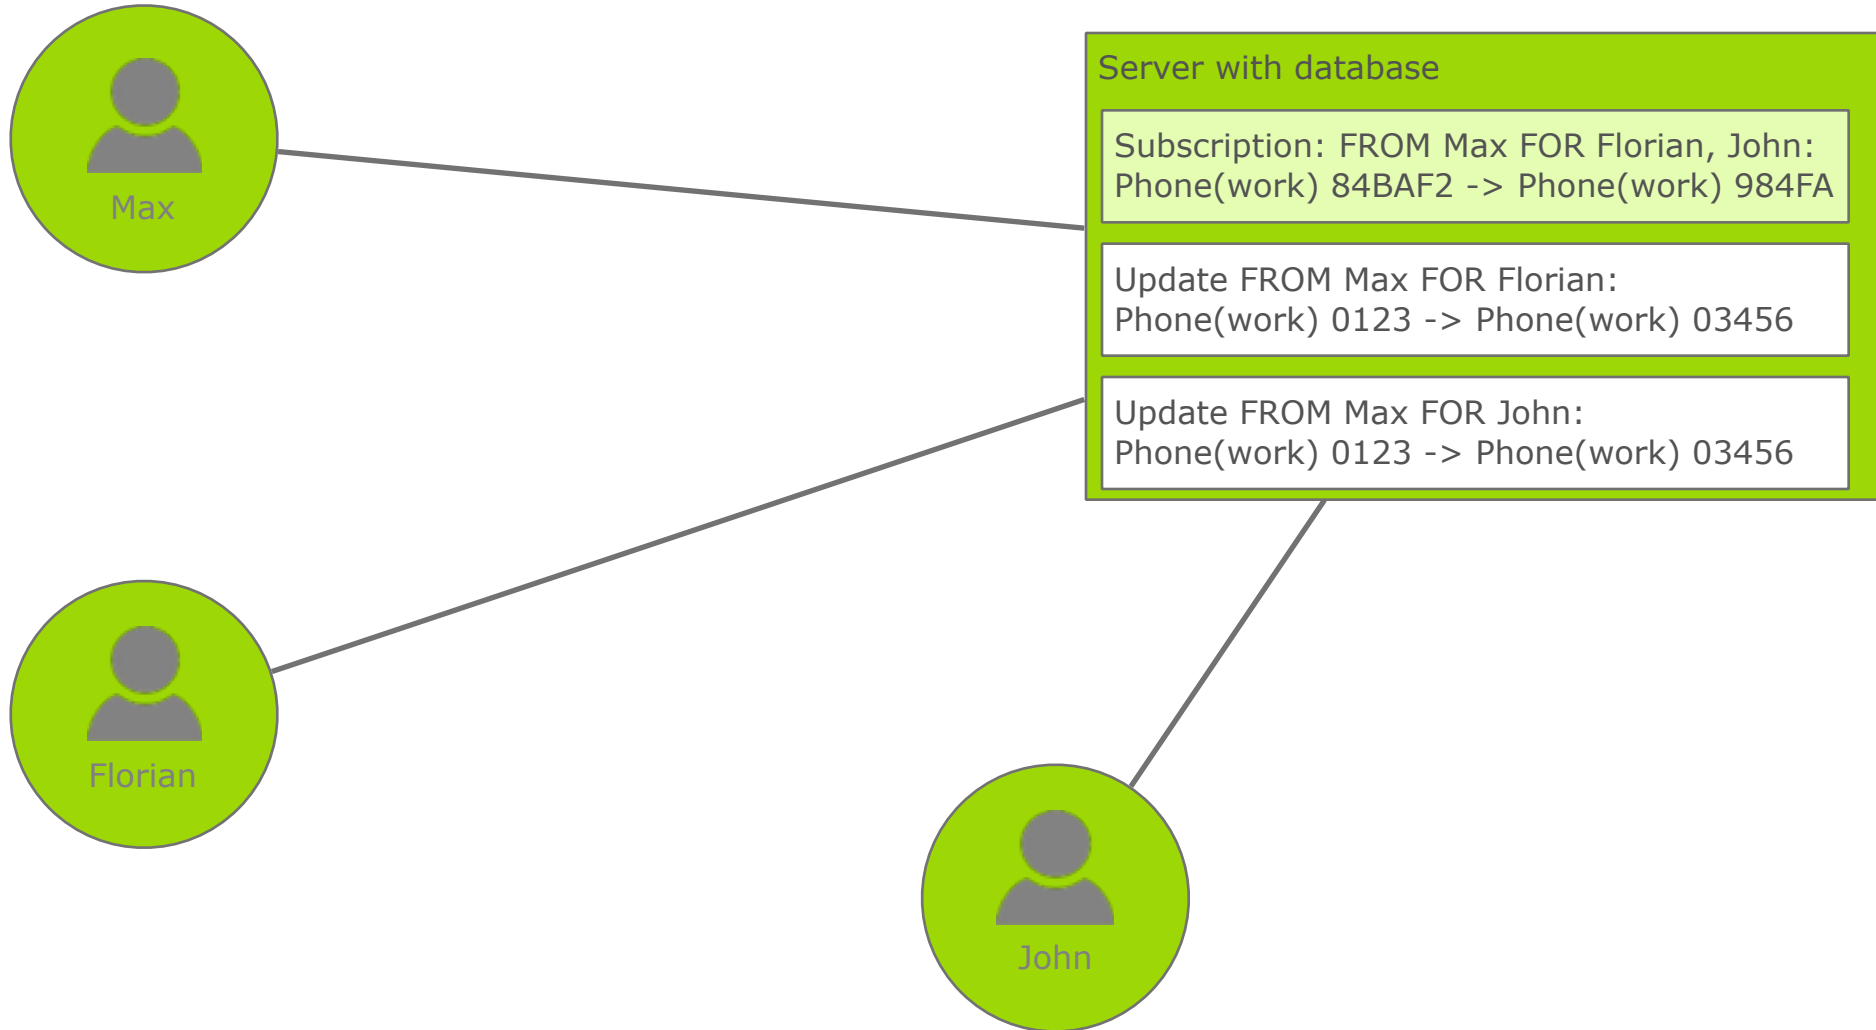 Max
Server with database
Subscription: FROM Max FOR Florian, John:
Phone(work) 84BAF2 -> Phone(work) 984FA
Update FROM Max FOR Florian:
Phone(work) 0123 -> Phone(work) 03456
Update FROM Max FOR John:
Phone(work) 0123 -> Phone(work) 03456
Florian
John